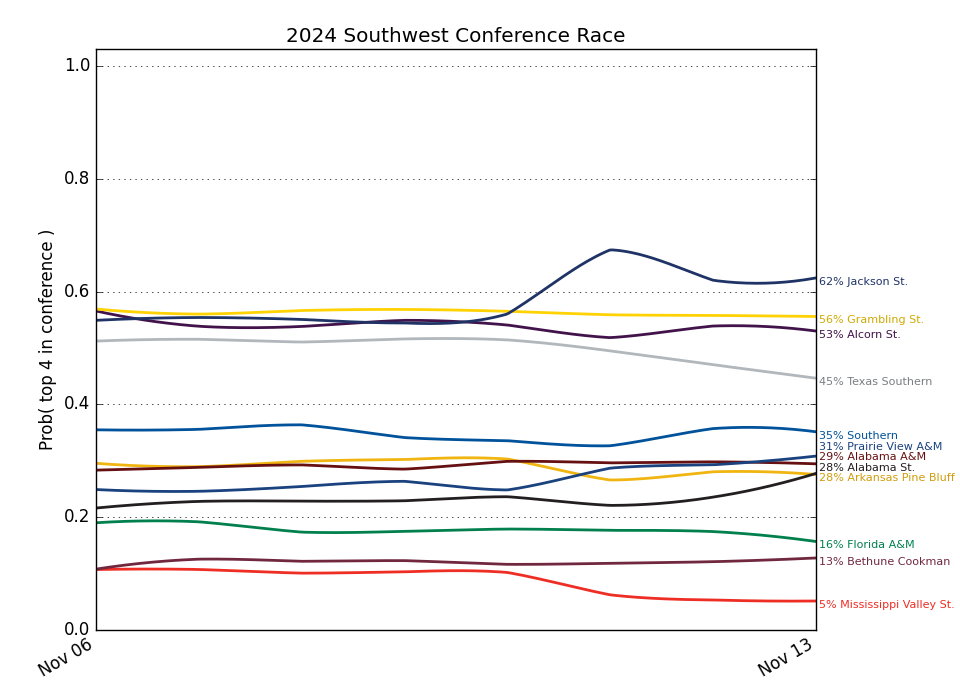 2024 Southwest Conference Race
Prob( top 4 in conference )
1.0
0.8
0.6
0.4
0.2
0.0
Nov 06
Nov 13
62% Jackson St.
56% Grambling St.
53% Alcorn St.
45% Texas Southern
35% Southern
31% Prairie View A&M
29% Alabama A&M
28% Alabama St.
28% Arkansas Pine Bluff
16% Florida A&M
13% Bethune Cookman
5% Mississippi Valley St.